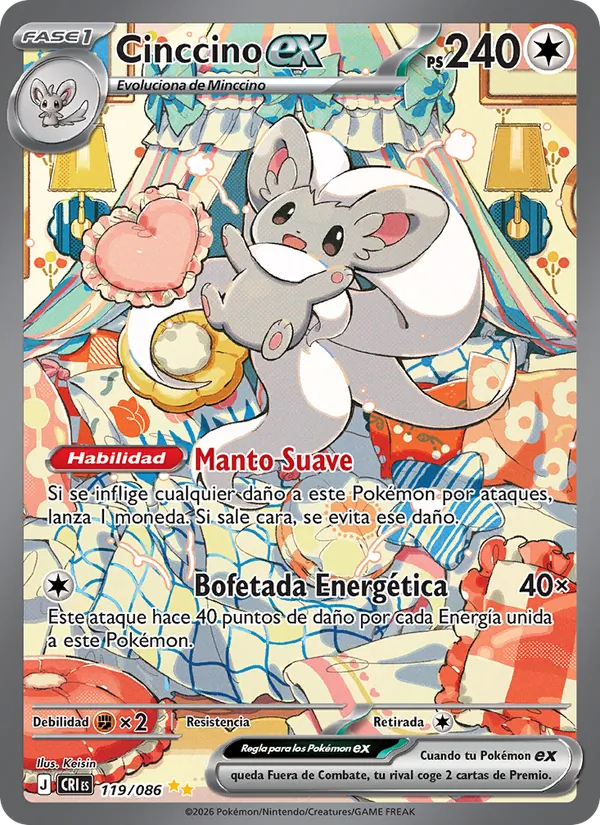 FASE 1
Cinccino ex
PS 240
Evoluciona de Minccino
Habilidad Manto Suave
Si se inflige cualquier daño a este Pokémon por ataques,
lanza 1 moneda. Si sale cara, se evita ese daño.
Bofetada Energética 40×
Este ataque hace 40 puntos de daño por cada Energía unida
a este Pokémon.
Debilidad ×2 Resistencia Retirada
Ilus. Keisin
Regla para los Pokémon ex
Cuando tu Pokémon ex
queda Fuera de Combate, tu rival coge 2 cartas de Premio.
J CRI ES 119/086
©2026 Pokémon/Nintendo/Creatures/GAME FREAK